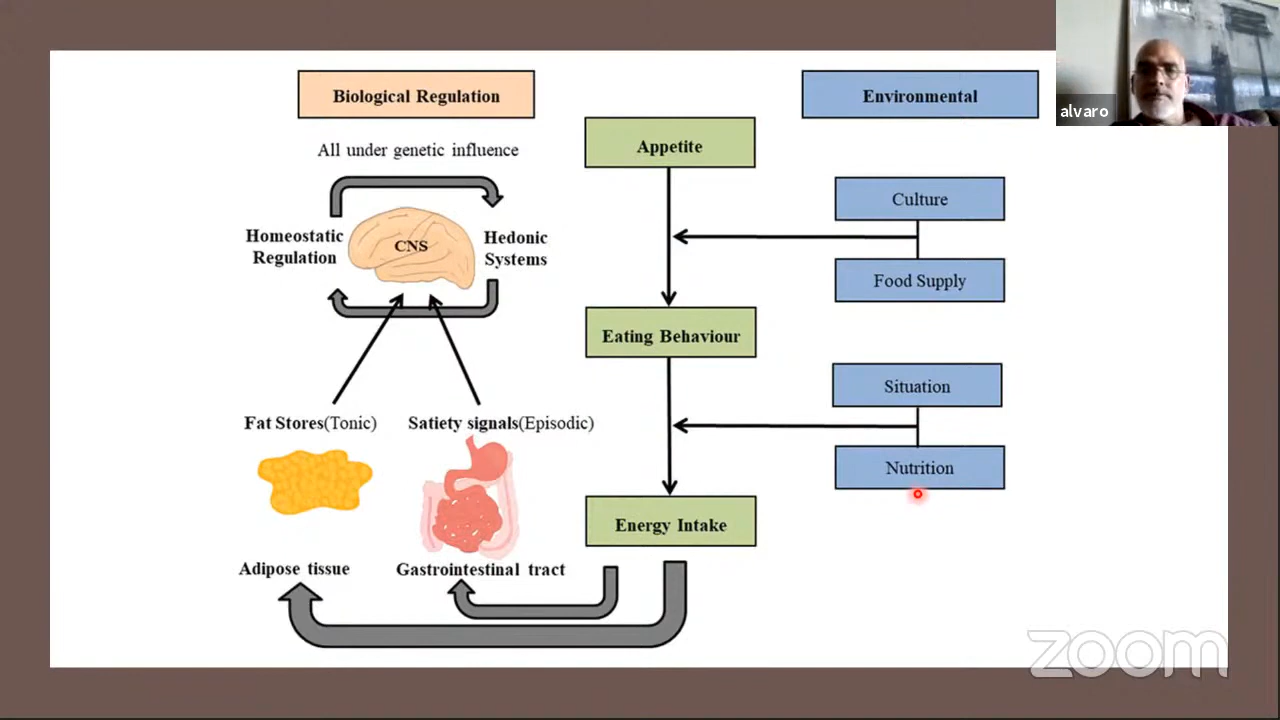 Biological Regulation
Environmental
alvaro
All under genetic influence
Appetite
Culture
Homeostatic
Regulation
CNS
Hedonic
Systems
Food Supply
Eating Behaviour
Situation
Fat Stores(Tonic)
Satiety signals(Episodic)
Nutrition
Energy Intake
Adipose tissue
Gastrointestinal tract
zoom